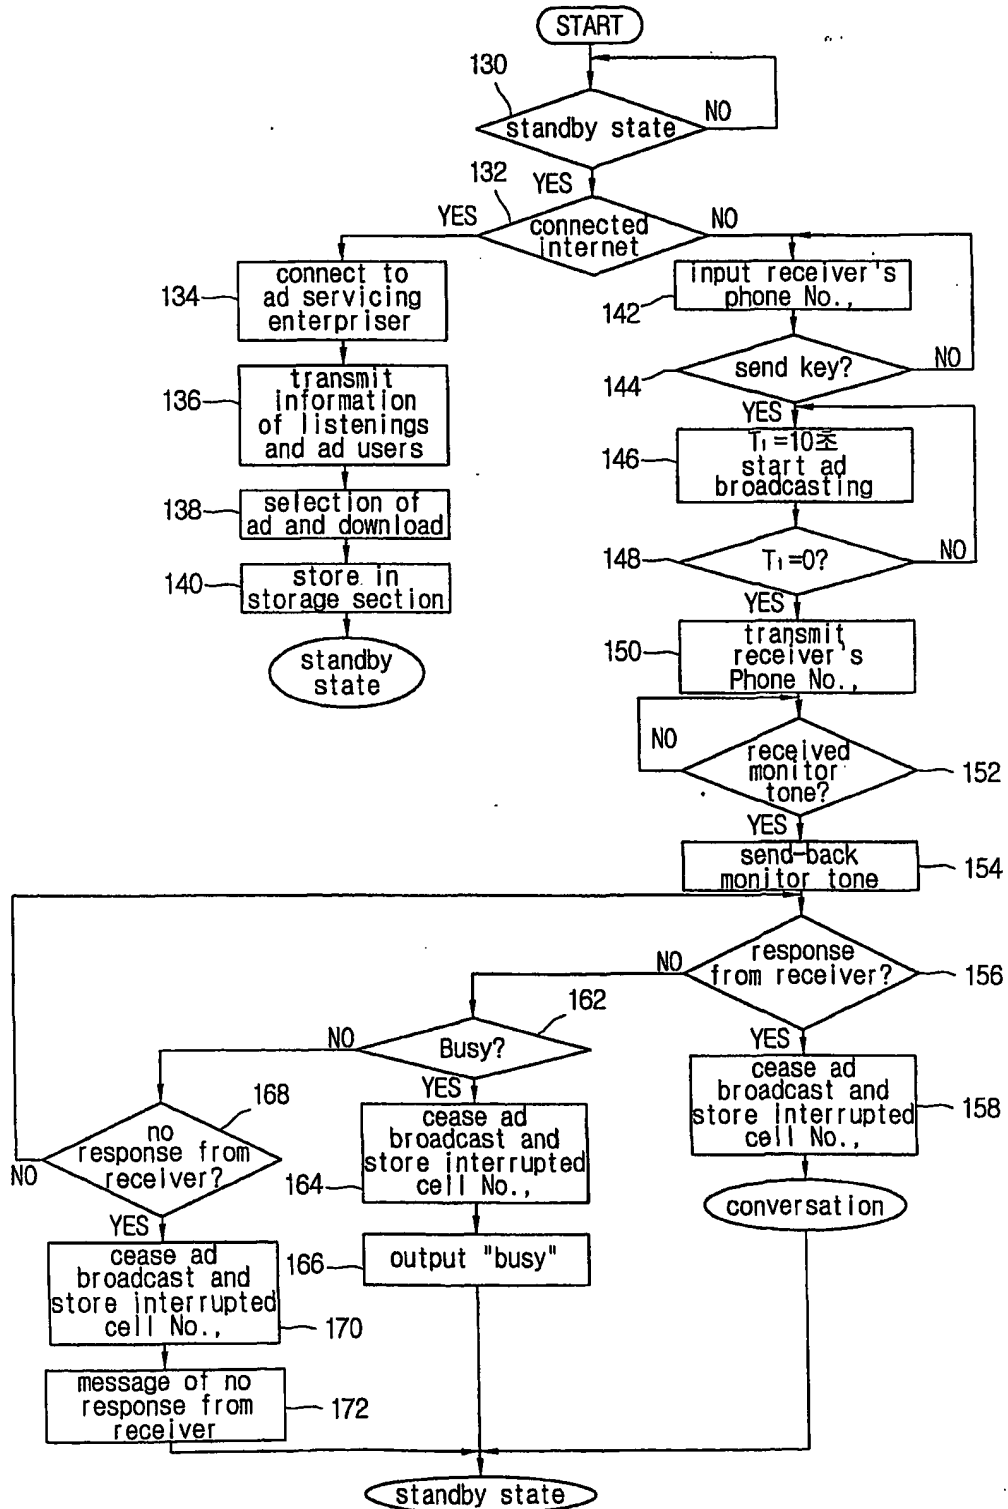 START
130
standby state
NO
132
YES
YES
connected
internet
NO
134
connect to
ad servicing
enterpriser
input receiver's
phone No.,
142
136
transmit
information
of listenings
and ad users
144
send key?
NO
YES
146
T₁=10초
start ad
broadcasting
138
selection of
ad and download
148
T₁=0?
NO
140
store in
storage section
YES
150
transmit
receiver's
Phone No.,
standby
state
NO
received
monitor
tone?
152
YES
send-back
monitor tone
154
response
from receiver?
156
NO
162
Busy?
NO
YES
YES
cease ad
broadcast and
store interrupted
cell No.,
158
168
no
response from
receiver?
NO
164
cease ad
broadcast and
store interrupted
cell No.,
conversation
YES
166
output "busy"
cease ad
broadcast and
store interrupted
cell No.,
170
message of no
response from
receiver
172
standby state